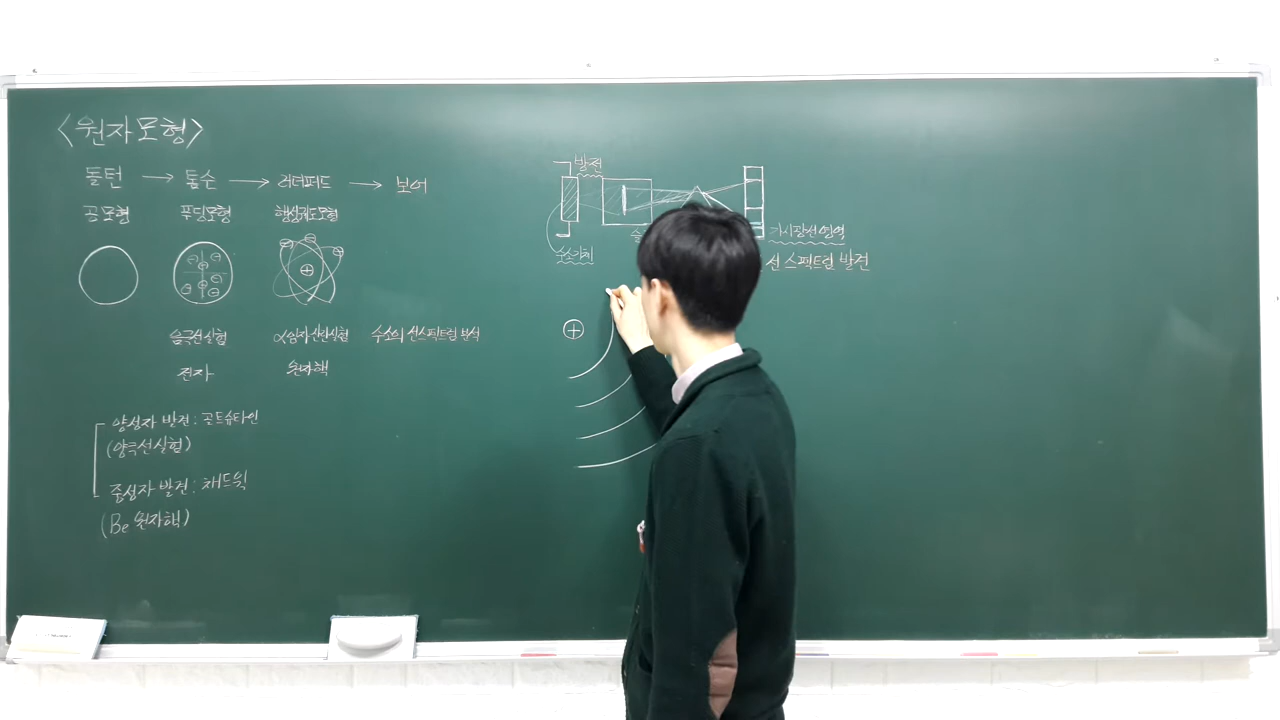 <원자모형>
돌턴 → 톰슨 → 러더퍼드 → 보어
공모형 푸딩모형 행성궤도모형
음극선실험 α입자산란실험 수소의 선스펙트럼 분석
전자 원자핵
양성자 발견 : 골트슈타인
(양극선실험)
중성자 발견 : 채드윅
(Be 원자핵)
방전
수소기체
가시광선영역
선 스펙트럼 발견